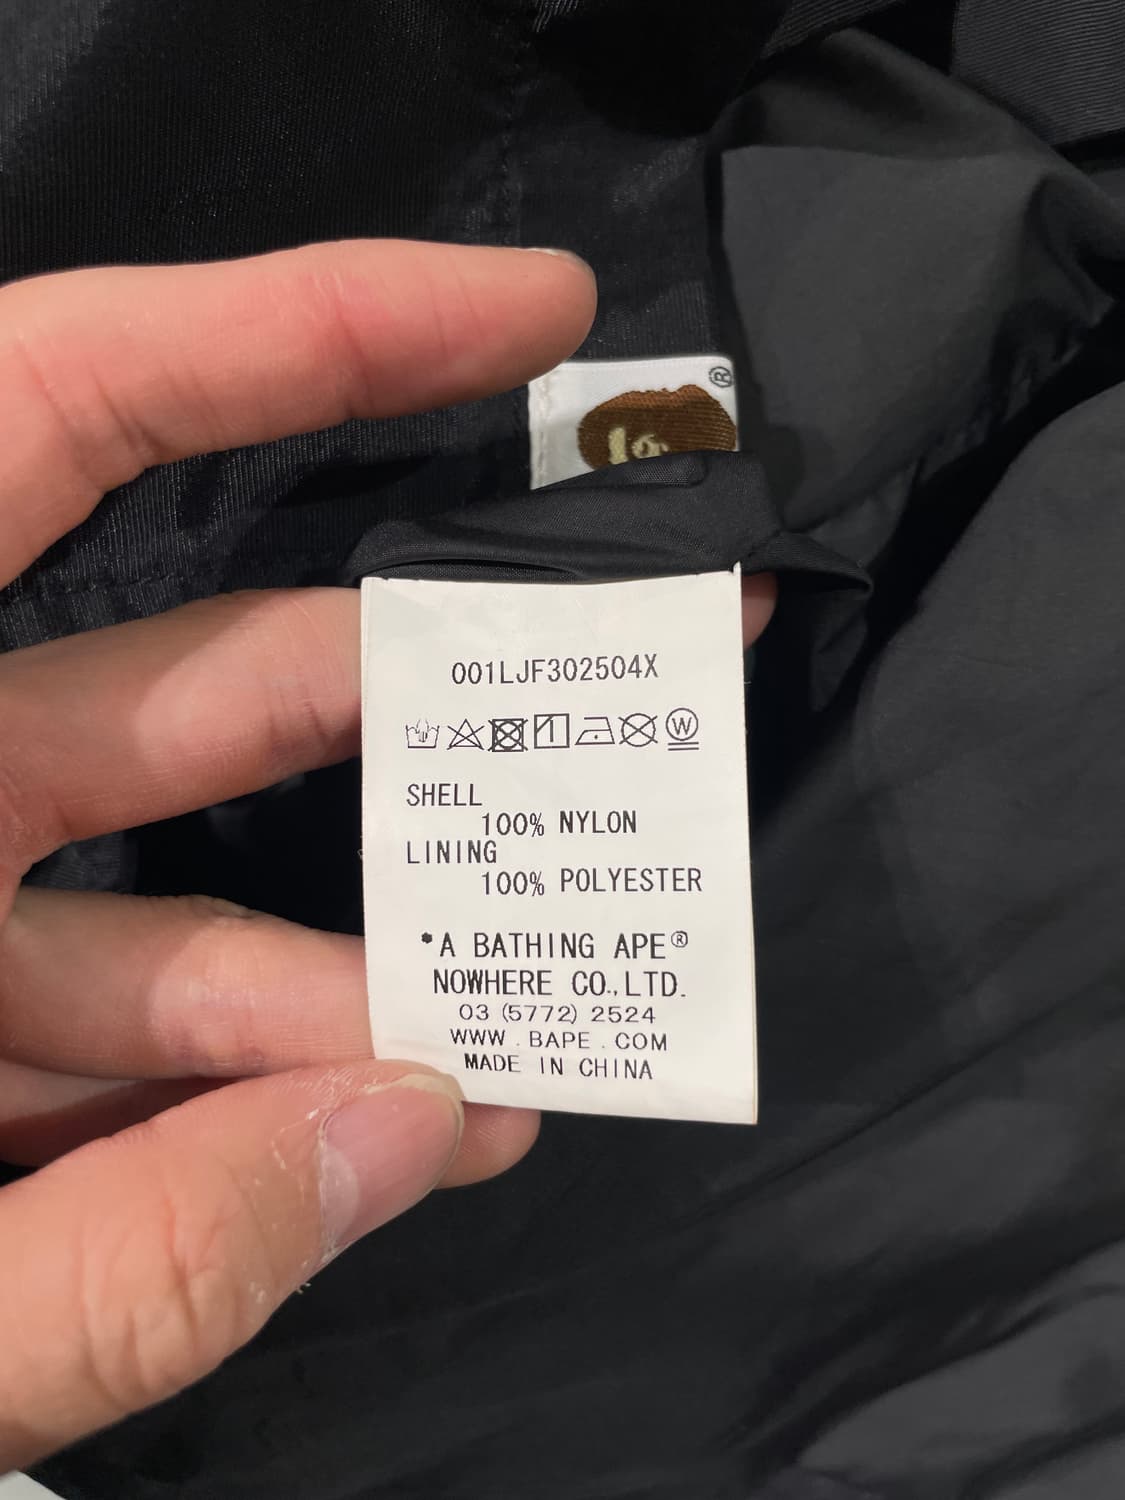 ®
001LJF302504X
W
SHELL
100% NYLON
LINING
100% POLYESTER
*A BATHING APE®
NOWHERE CO.,LTD.
03 (5772) 2524
WWW . BAPE . COM
MADE IN CHINA